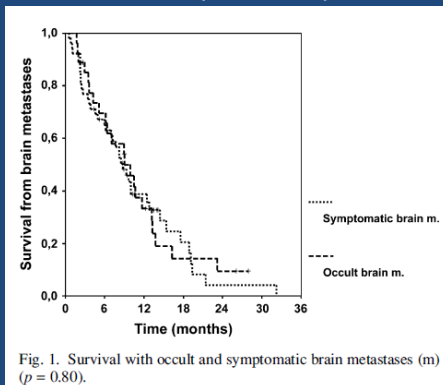 1,0
0,8
0,6
0,4
0,2
0,0
Survival from brain metastases
0 6 12 18 24 30 36
Time (months)
Symptomatic brain m.
Occult brain m.
Fig. 1. Survival with occult and symptomatic brain metastases (m)
(p = 0.80).